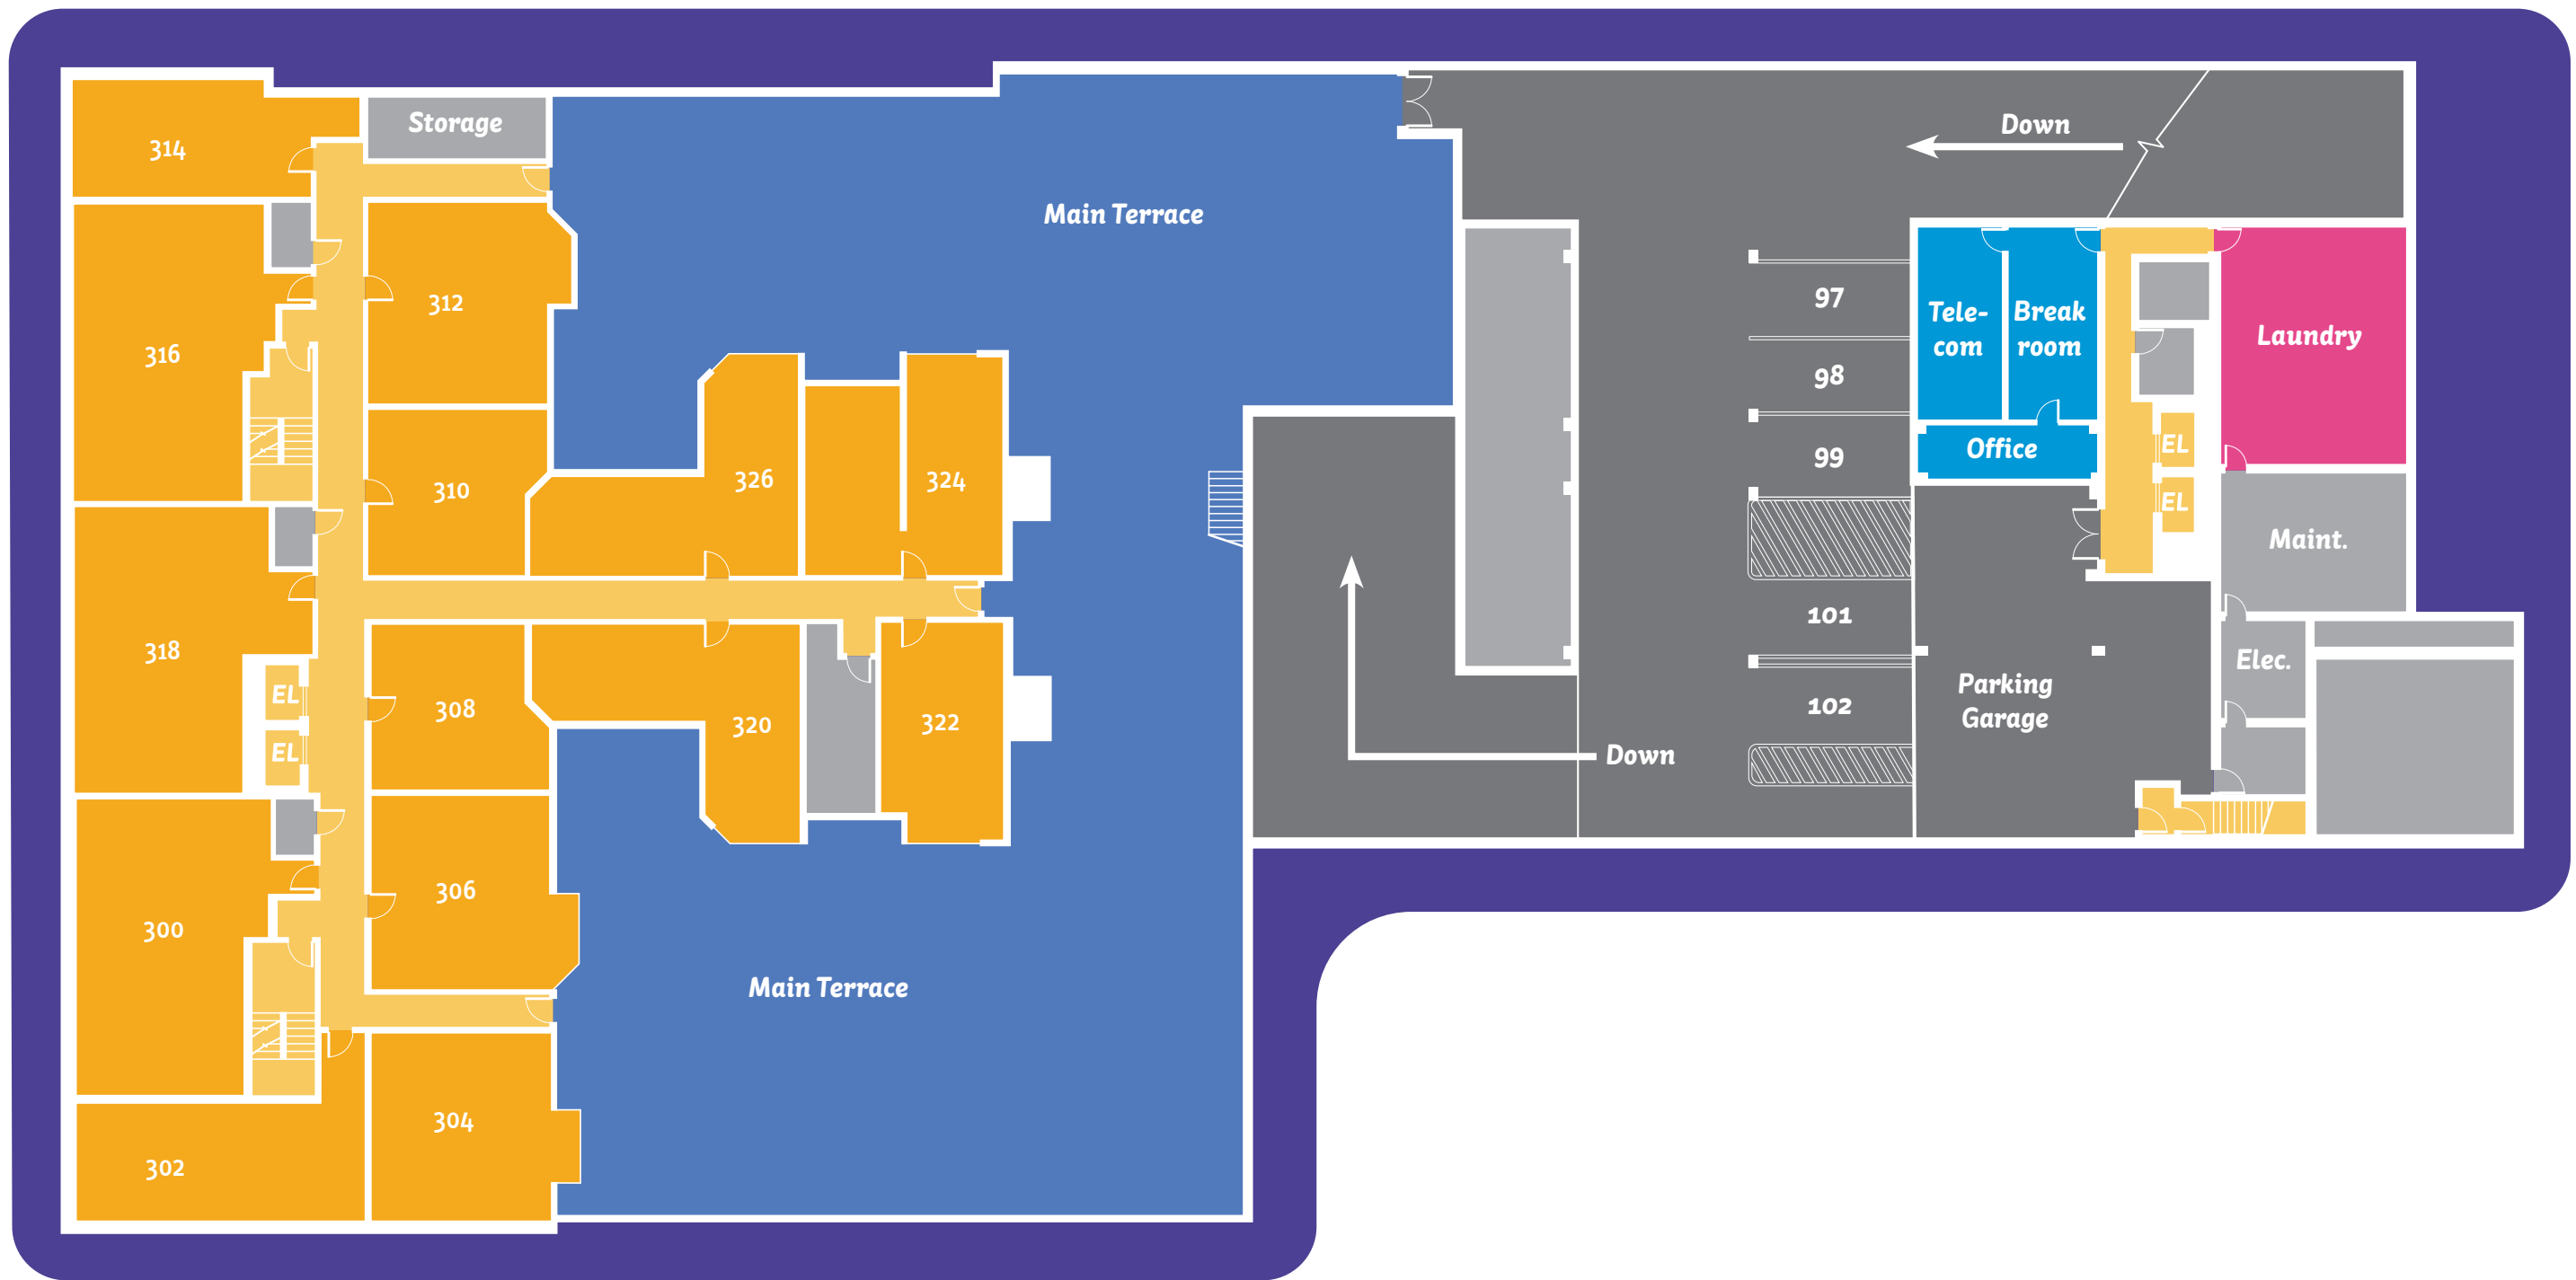 Storage
314
Main Terrace
312
316
310
326
324
318
EL
EL
308
320
322
306
300
304
302
Main Terrace
Down
97
98
99
101
102
Down
Tele-
com
Break
room
Office
EL
EL
Laundry
Maint.
Elec.
Parking
Garage